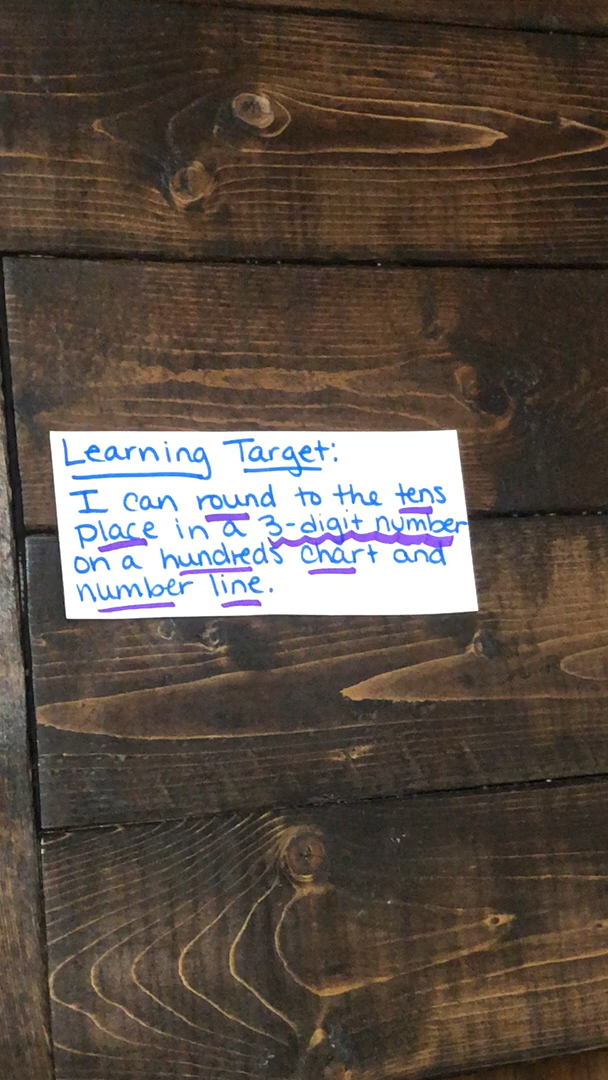 Learning Target:
I can round to the tens
place in a 3-digit number
on a hundreds chart and
number line.